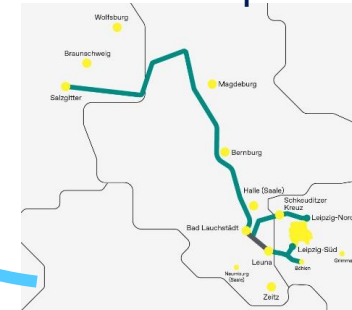 Wolfsburg
Braunschweig
Salzgitter
Magdeburg
Bernburg
Halle (Saale)
Schkeuditzer
Kreuz
Leipzig-Nord
Bad Lauchstädt
Leipzig-Süd
Leuna
Böhlen
Grimma
Naumburg
(Saale)
Zeitz